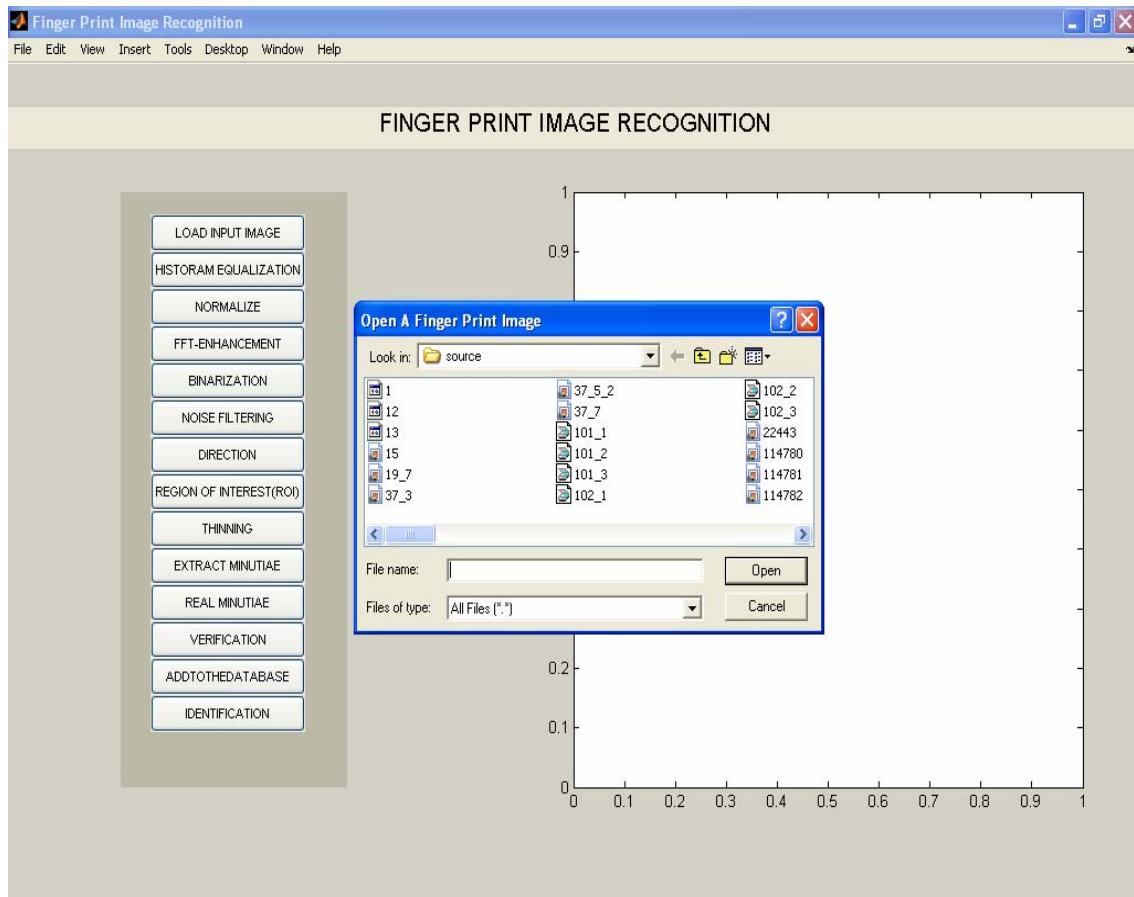 Finger Print Image Recognition
File Edit View Insert Tools Desktop Window Help
FINGER PRINT IMAGE RECOGNITION
LOAD INPUT IMAGE
HISTORAM EQUALIZATION
NORMALIZE
FFT-ENHANCEMENT
BINARIZATION
NOISE FILTERING
DIRECTION
REGION OF INTEREST(ROI)
THINNING
EXTRACT MINUTIAE
REAL MINUTIAE
VERIFICATION
ADDTOTHEDATABASE
IDENTIFICATION
1
0.9
Open A Finger Print Image
Look in: source
1 37_5_2 102_2
12 37_7 102_3
13 101_1 22443
15 101_2 114780
19_7 101_3 114781
37_3 102_1 114782
File name: Open
Files of type: All Files (*.*) Cancel
0.2
0.1
0
0 0.1 0.2 0.3 0.4 0.5 0.6 0.7 0.8 0.9 1